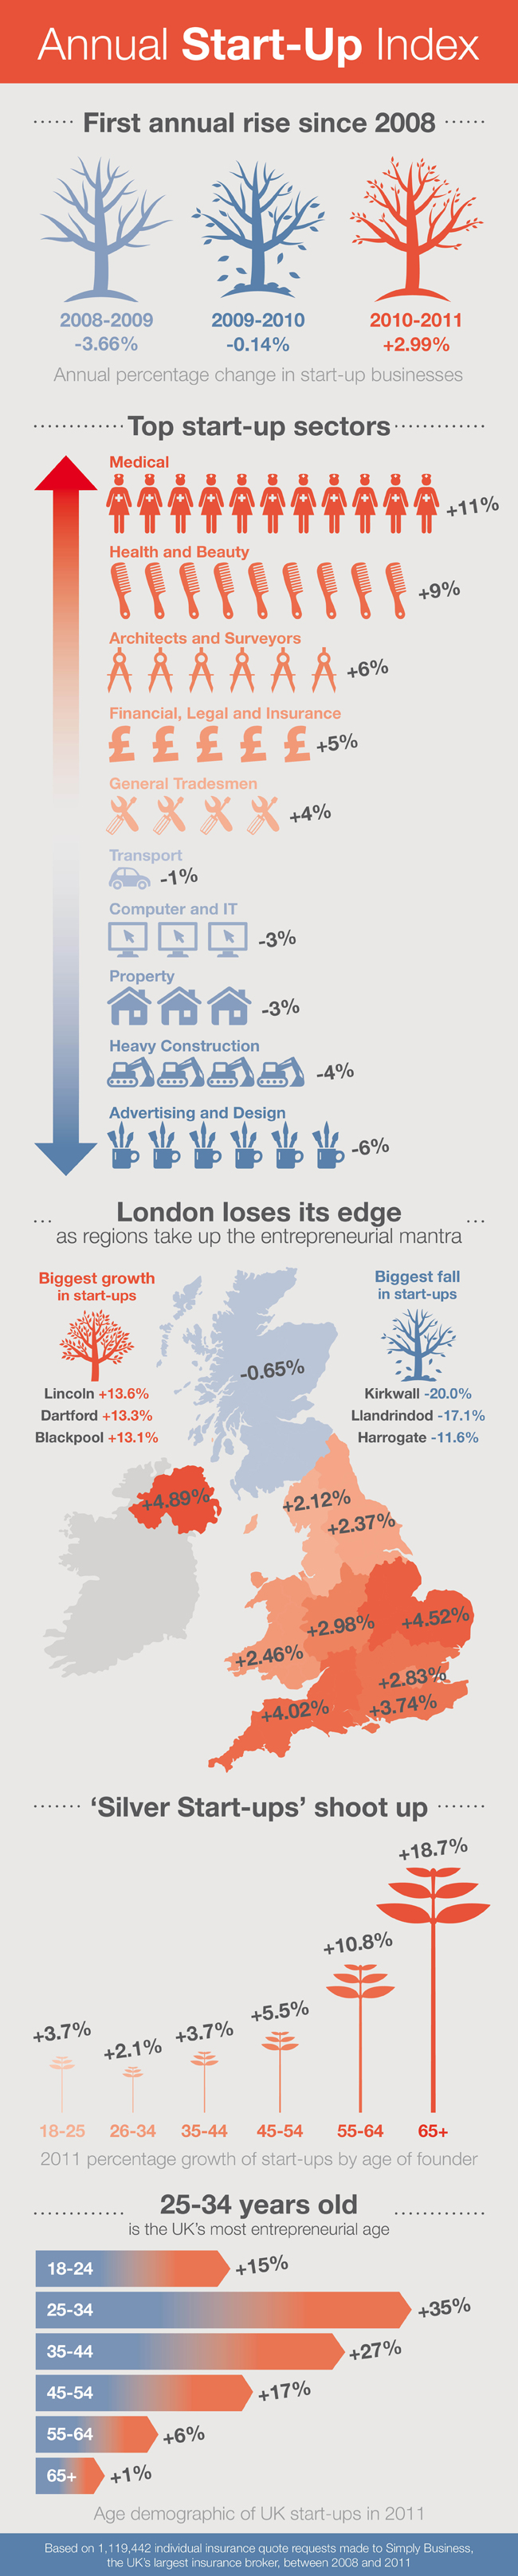 Annual Start-Up Index
First annual rise since 2008
2008-2009
-3.66%
2009-2010
-0.14%
2010-2011
+2.99%
Annual percentage change in start-up businesses
Top start-up sectors
Medical
+11%
Health and Beauty
+9%
Architects and Surveyors
+6%
Financial, Legal and Insurance
£ £ £ £ £ +5%
General Tradesmen
+4%
Transport
-1%
Computer and IT
-3%
Property
-3%
Heavy Construction
-4%
Advertising and Design
-6%
London loses its edge
as regions take up the entrepreneurial mantra
Biggest growth
in start-ups
Lincoln +13.6%
Dartford +13.3%
Blackpool +13.1%
Biggest fall
in start-ups
Kirkwall -20.0%
Llandrindod -17.1%
Harrogate -11.6%
-0.65%
+4.89%
+2.12%
+2.37%
+2.98%
+4.52%
+2.46%
+2.83%
+3.74%
+4.02%
‘Silver Start-ups’ shoot up
+3.7%
+2.1%
+3.7%
+5.5%
+10.8%
+18.7%
18-25 26-34 35-44 45-54 55-64 65+
2011 percentage growth of start-ups by age of founder
25-34 years old
is the UK's most entrepreneurial age
18-24 +15%
25-34 +35%
35-44 +27%
45-54 +17%
55-64 +6%
65+ +1%
Age demographic of UK start-ups in 2011
Based on 1,119,442 individual insurance quote requests made to Simply Business,
the UK's largest insurance broker, between 2008 and 2011